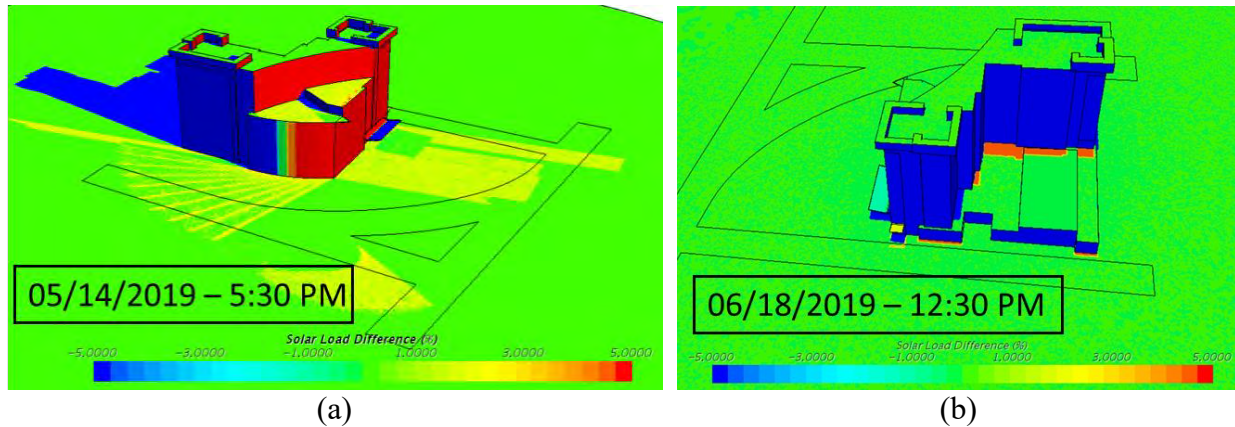 05/14/2019 – 5:30 PM
Solar Load Difference (%)
-5.0000 -3.0000 -1.0000 1.0000 3.0000 5.0000
(a)
06/18/2019 – 12:30 PM
Solar Load Difference (%)
-5.0000 -3.0000 -1.0000 1.0000 3.0000 5.0000
(b)